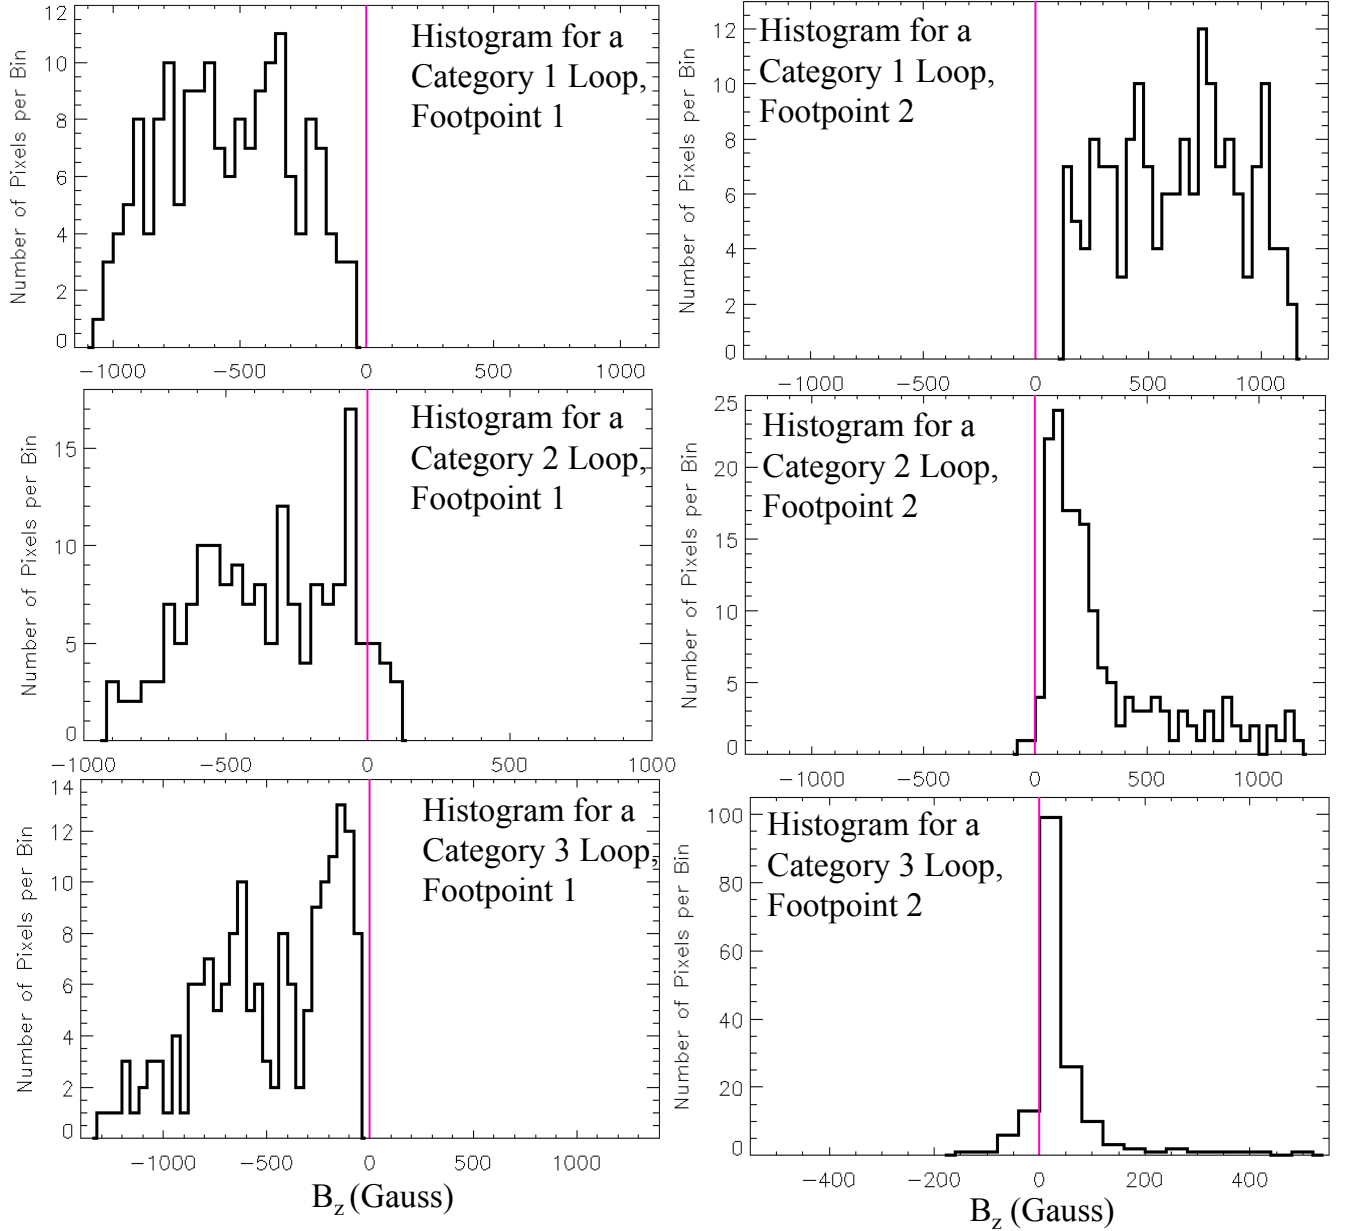 12
10
8
6
4
2
0
Number of Pixels per Bin
Histogram for a
Category 1 Loop,
Footpoint 1
−1000 −500 0 500 1000
12
10
8
6
4
2
0
Number of Pixels per Bin
Histogram for a
Category 1 Loop,
Footpoint 2
−1000 −500 0 500 1000
15
10
5
0
Number of Pixels per Bin
Histogram for a
Category 2 Loop,
Footpoint 1
−1000 −500 0 500 1000
25
20
15
10
5
0
Number of Pixels per Bin
Histogram for a
Category 2 Loop,
Footpoint 2
−1000 −500 0 500 1000
14
12
10
8
6
4
2
0
Number of Pixels per Bin
Histogram for a
Category 3 Loop,
Footpoint 1
−1000 −500 0 500 1000
Bz (Gauss)
100
80
60
40
20
0
Number of Pixels per Bin
Histogram for a
Category 3 Loop,
Footpoint 2
−400 −200 0 200 400
Bz (Gauss)